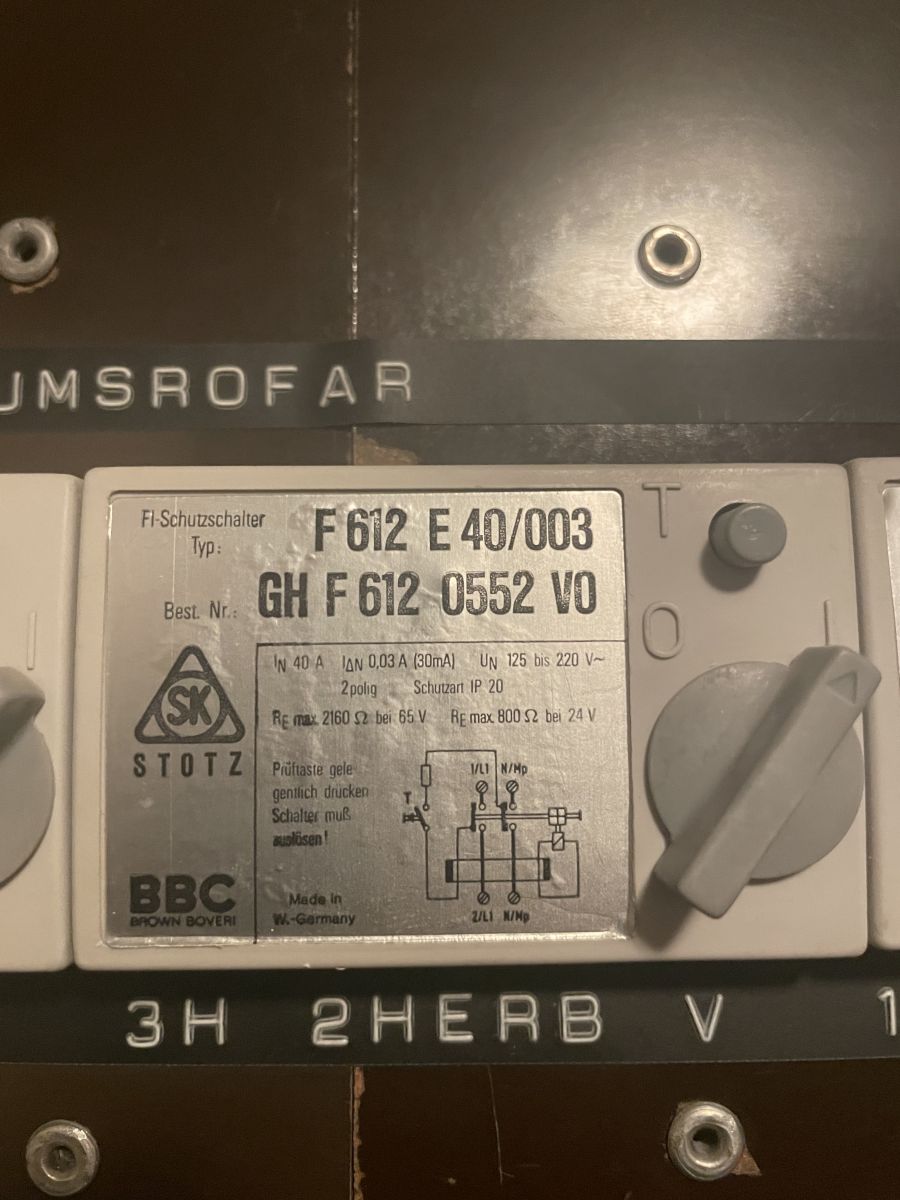 UMSROFAR
FI-Schutzschalter
Typ:
F 612 E 40/003
Best. Nr.:
GH F 612 0552 V0
IN 40 A IΔN 0,03 A (30mA) UN 125 bis 220 V~
2polig Schutzart IP 20
RE max. 2160 Ω bei 65 V RE max. 800 Ω bei 24 V
SK
STOTZ
Prüftaste gele-
gentlich drücken
Schalter muß
auslösen!
T
1/L1 N/Mp
2/L1 N/Mp
BBC
BROWN BOVERI
Made in
W.-Germany
T
O
I
I
3H 2HERB V
1